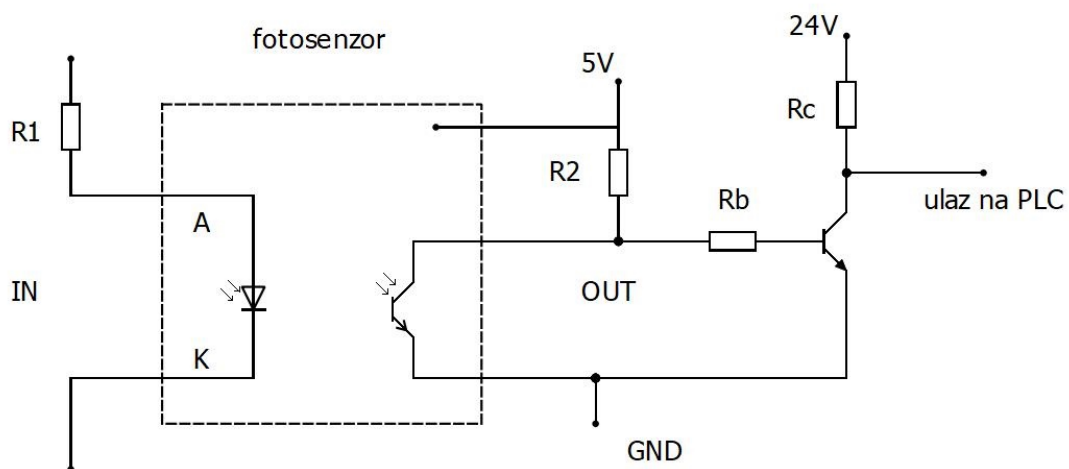 24V
fotosenzor
5V
R1
Rc
R2
Rb
ulaz na PLC
A
IN
OUT
K
GND